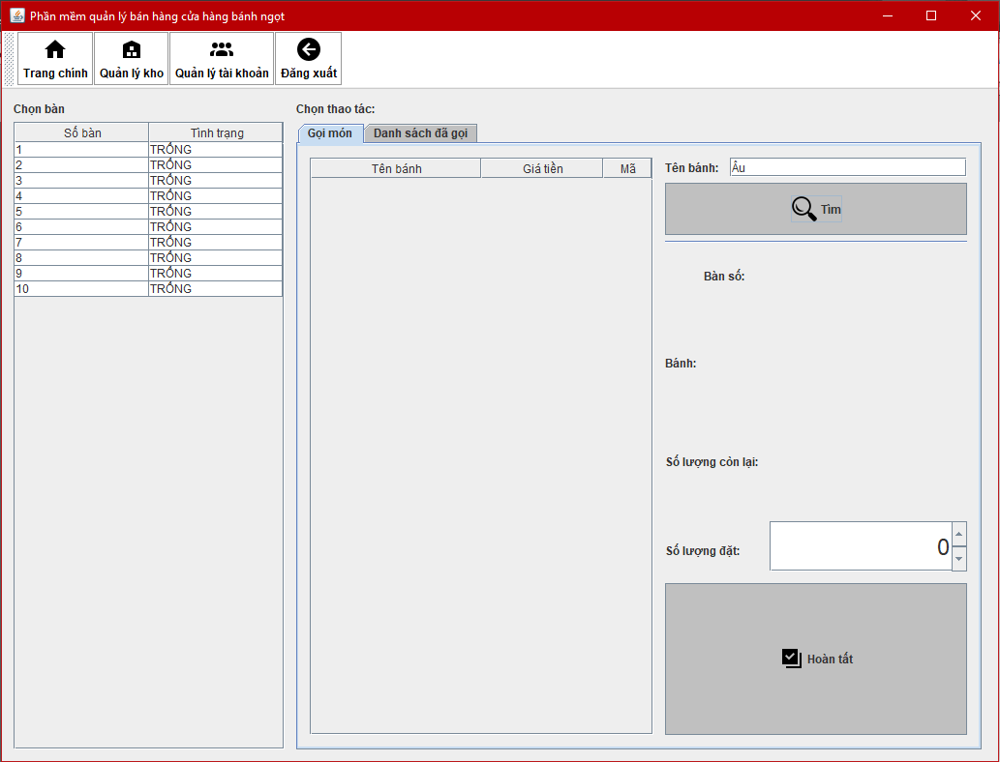 Phần mềm quản lý bán hàng cửa hàng bánh ngọt
Trang chính
Quản lý kho
Quản lý tài khoản
Đăng xuất
Chọn bàn
Số bàn Tình trạng
1 TRỐNG
2 TRỐNG
3 TRỐNG
4 TRỐNG
5 TRỐNG
6 TRỐNG
7 TRỐNG
8 TRỐNG
9 TRỐNG
10 TRỐNG
Chọn thao tác:
Gọi món Danh sách đã gọi
Tên bánh Giá tiền Mã
Tên bánh: Âu
Tìm
Bàn số:
Bánh:
Số lượng còn lại:
Số lượng đặt: 0
Hoàn tất